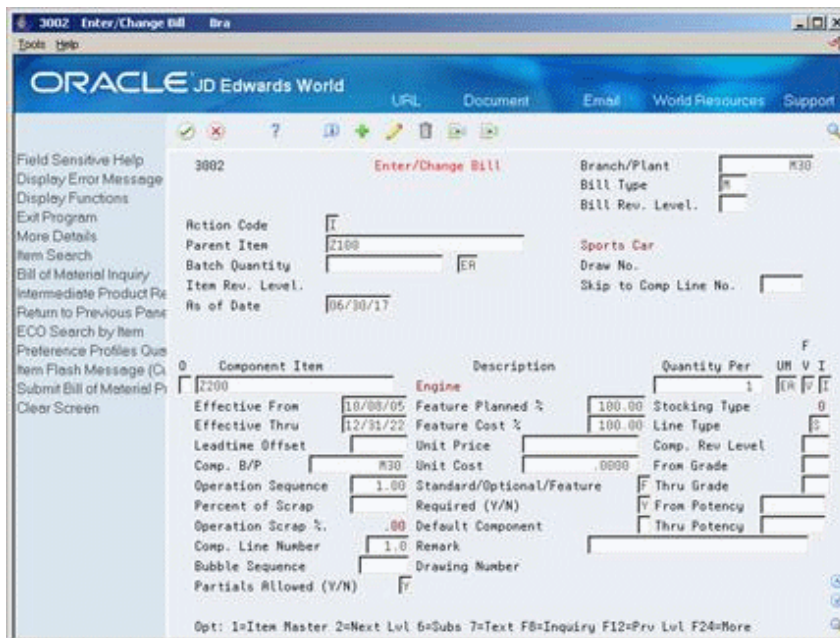 3002 Enter/Change Bill Bra
Tools Help
ORACLE JD Edwards World
URL Document Email World Resources Support
Field Sensitive Help
Display Error Message
Display Functions
Exit Program
More Details
Item Search
Bill of Material Inquiry
Intermediate Product Re
Return to Previous Pane
ECO Search by Item
Preference Profiles Que
Item Flash Message (Cu
Submit Bill of Material Pr
Clear Screen
3002 Enter/Change Bill Branch/Plant M30
Bill Type M
Bill Rev. Level.
Action Code I
Parent Item Z100 Sports Car
Batch Quantity EA Draw No.
Item Rev. Level. Skip to Comp Line No.
As of Date 06/30/17
F
O Component Item Description Quantity Per UM V I
Z200 Engine 1 EA V I
Effective From 10/08/05 Feature Planned % 100.00 Stocking Type 0
Effective Thru 12/31/22 Feature Cost % 100.00 Line Type S
Leadtime Offset Unit Price Comp. Rev Level
Comp. B/P M30 Unit Cost .0000 From Grade
Operation Sequence 1.00 Standard/Optional/Feature F Thru Grade
Percent of Scrap Required (Y/N) Y From Potency
Operation Scrap %. .00 Default Component Thru Potency
Comp. Line Number 1.0 Remark
Bubble Sequence Drawing Number
Partials Allowed (Y/N) Y
Opt: 1=Item Master 2=Next Lvl 6=Subs 7=Text F8=Inquiry F12=Prv Lvl F24=More